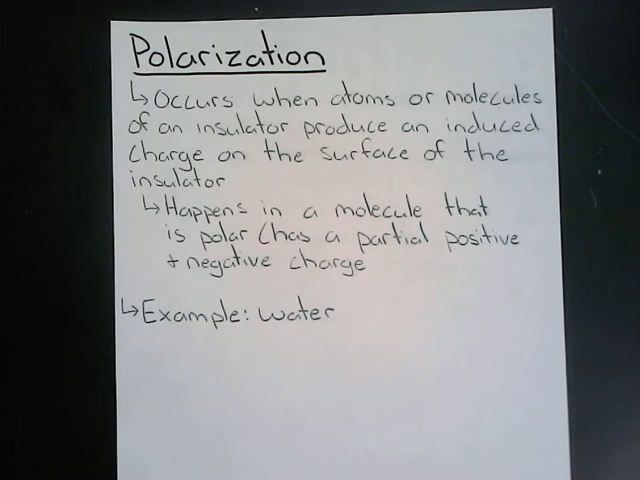 Polarization
↳ Occurs when atoms or molecules
of an insulator produce an induced
charge on the surface of the
insulator
↳ Happens in a molecule that
is polar (has a partial positive
+ negative charge
↳ Example: water